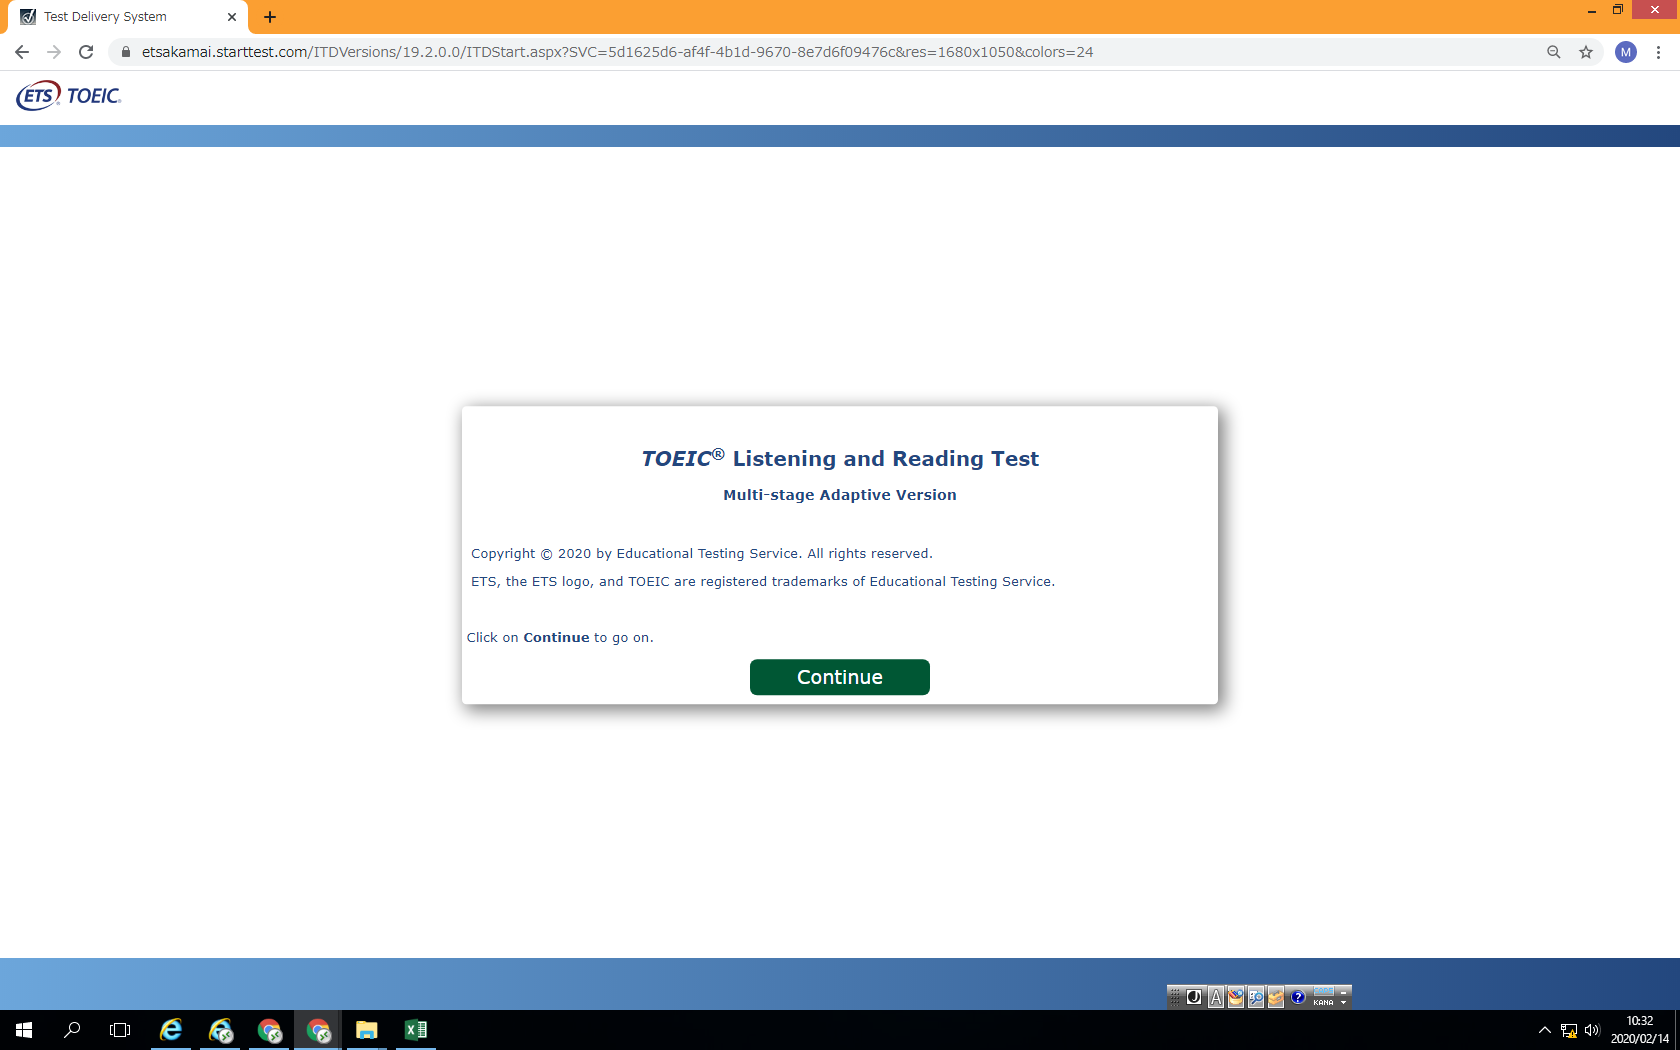 Test Delivery System
etsakamai.starttest.com/ITDVersions/19.2.0.0/ITDStart.aspx?SVC=5d1625d6-af4f-4b1d-9670-8e7d6f09476c&res=1680x1050&colors=24
M
ETS® TOEIC®
TOEIC® Listening and Reading Test
Multi-stage Adaptive Version
Copyright © 2020 by Educational Testing Service. All rights reserved.
ETS, the ETS logo, and TOEIC are registered trademarks of Educational Testing Service.
Click on Continue to go on.
Continue
A
CAPS
KANA
10:32
2020/02/14